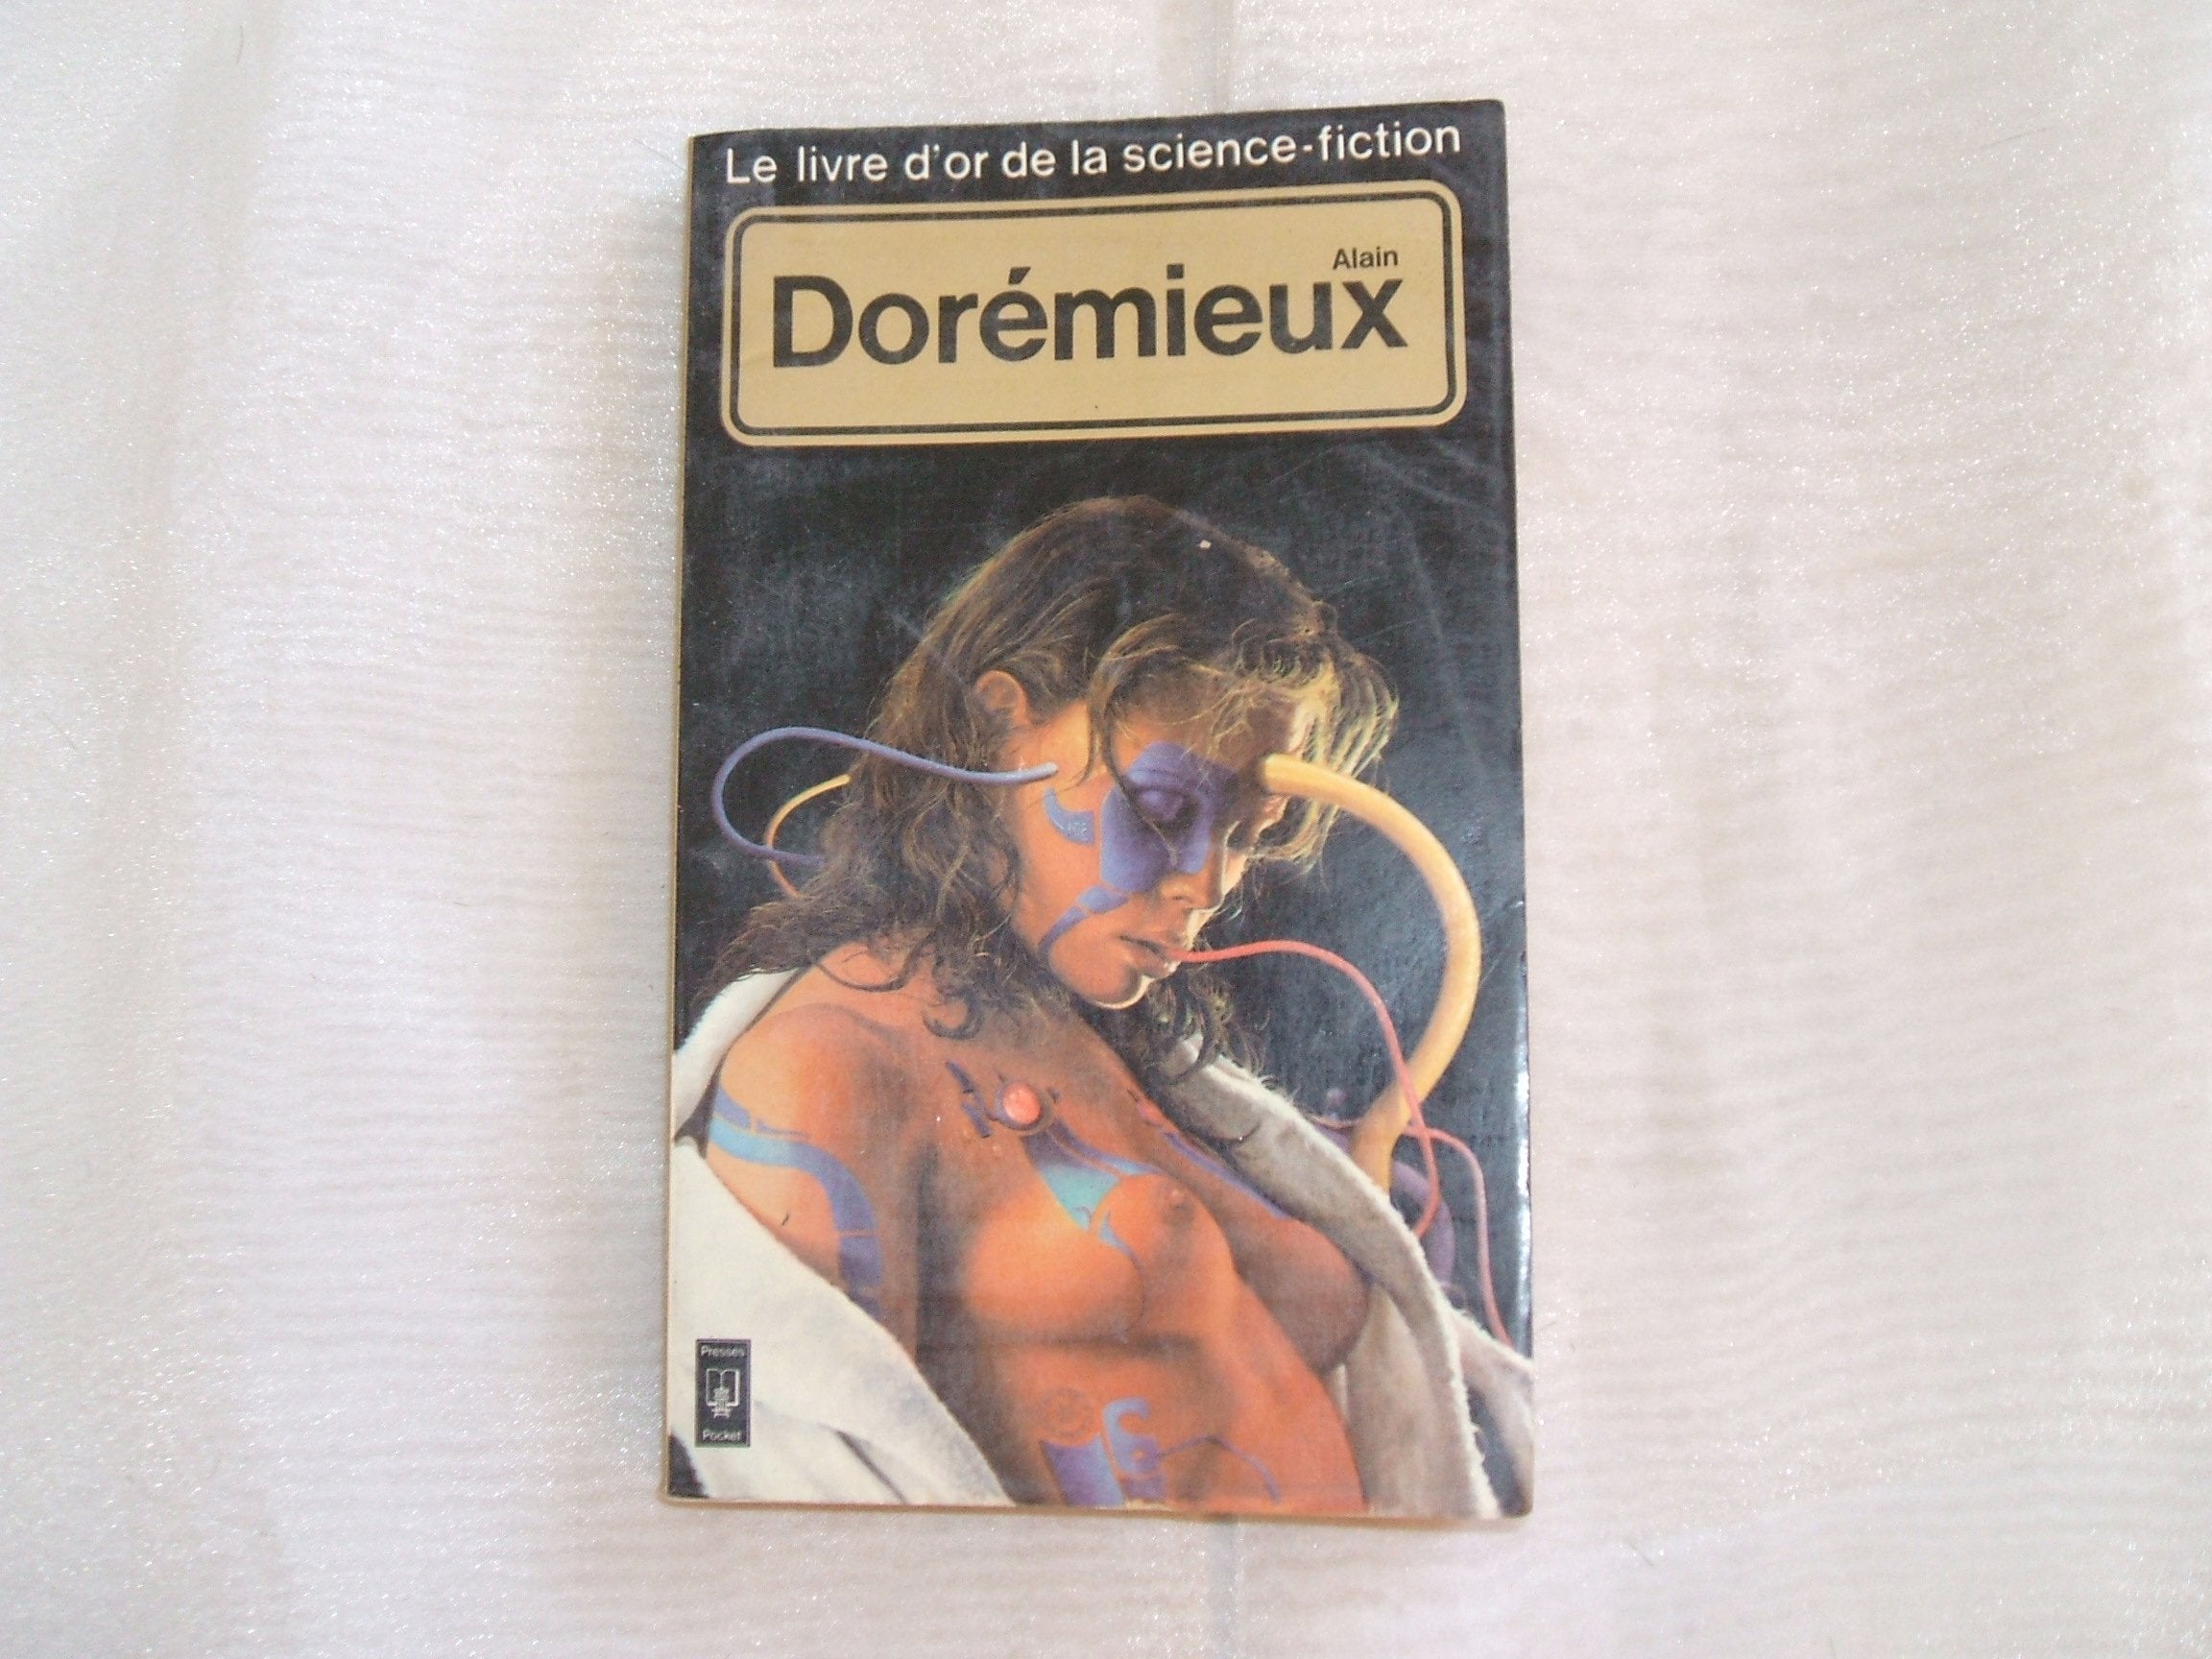 Le livre d'or de la science-fiction
Alain
Dorémieux
Presses
Pocket